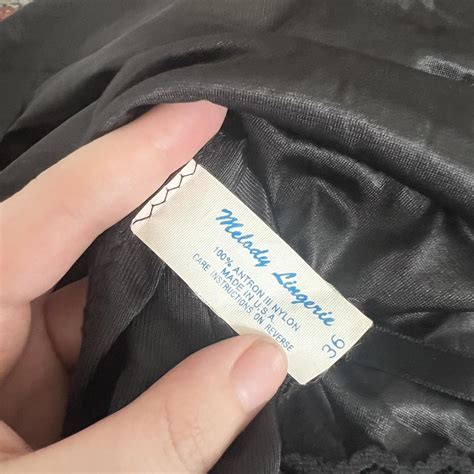 Melody Lingerie
100% ANTRON III NYLON
MADE IN U.S.A.
CARE INSTRUCTIONS ON REVERSE
36